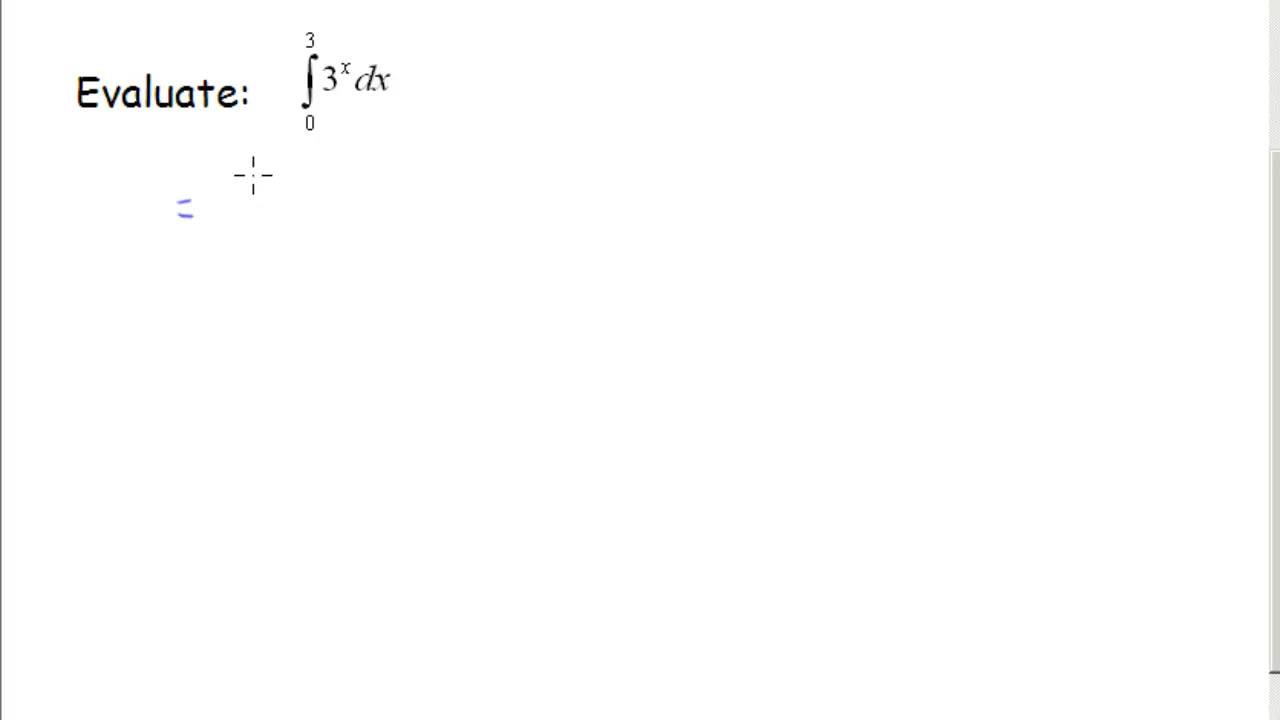 Evaluate: ∫₀³ 3ˣ dx
=